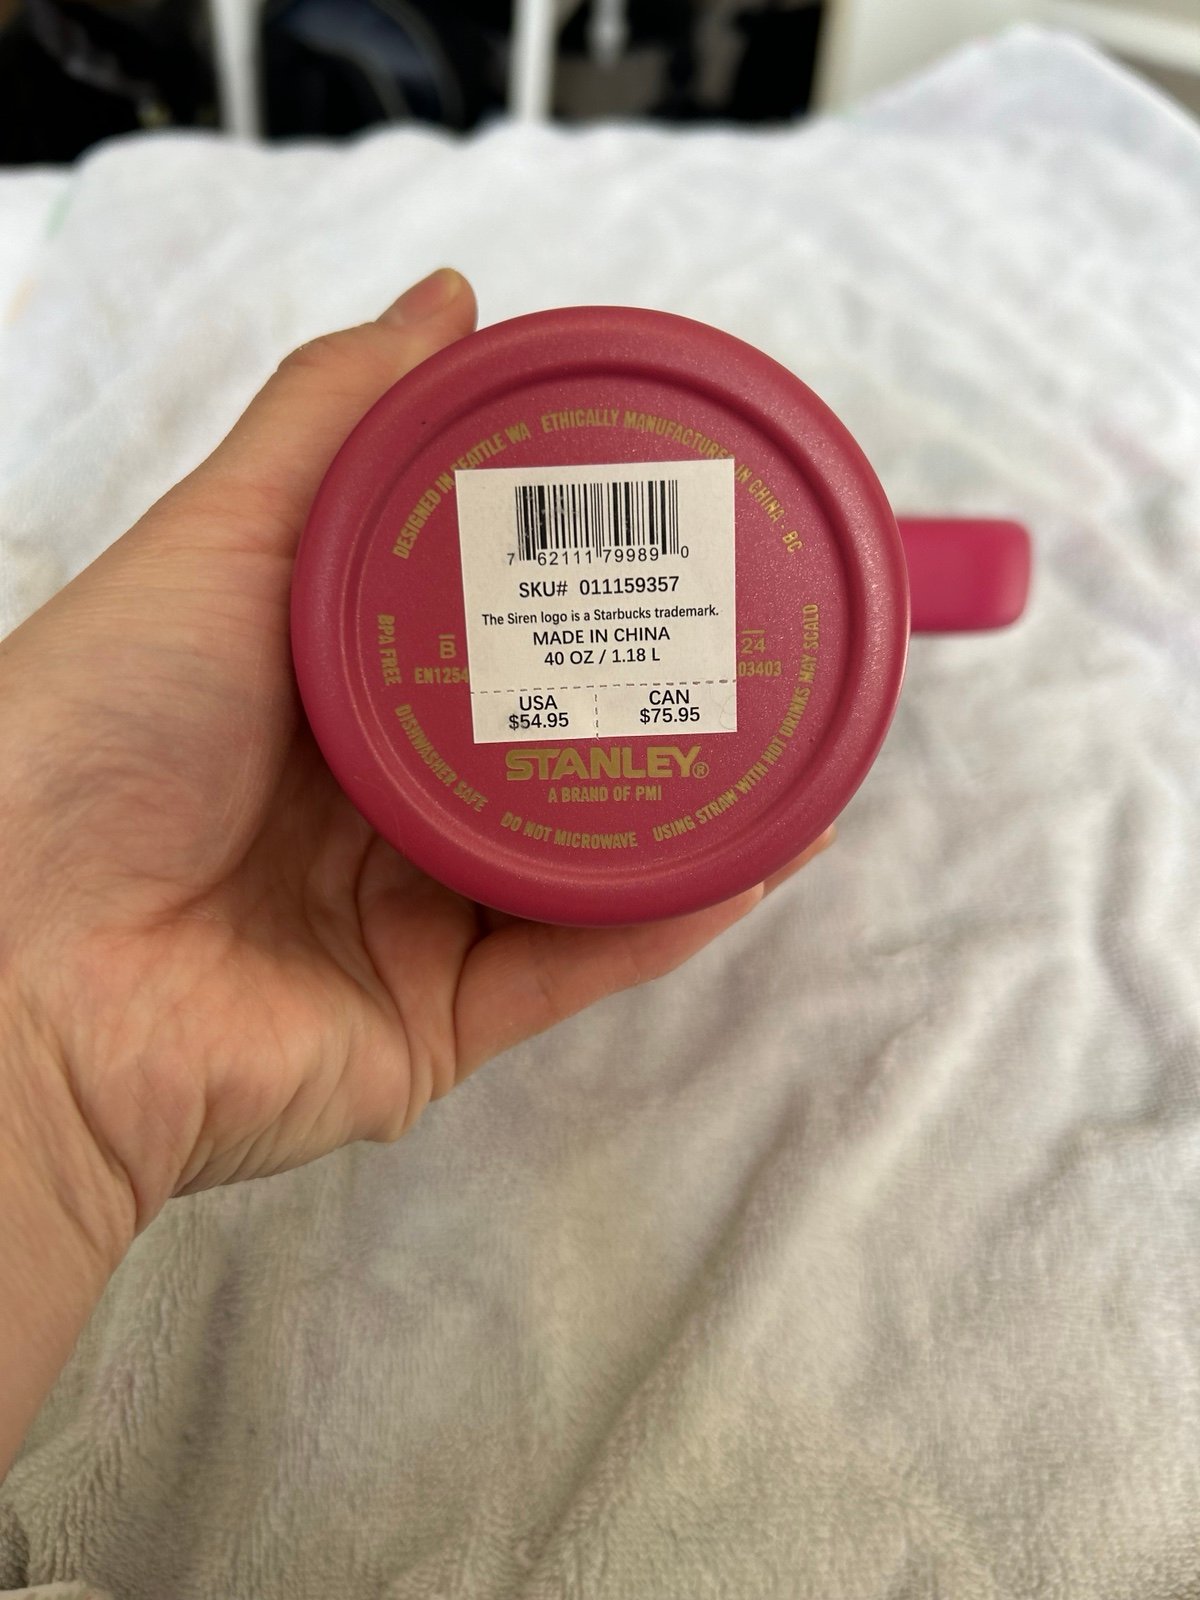 DESIGNED IN SEATTLE WA ETHICALLY MANUFACTURED IN CHINA - BC
7 62111 79989 0
SKU# 011159357
The Siren logo is a Starbucks trademark.
MADE IN CHINA
40 OZ / 1.18 L
USA
$54.95
CAN
$75.95
B
EN1254
24
03403
STANLEY®
A BRAND OF PMI
BPA FREE DISHWASHER SAFE DO NOT MICROWAVE USING STRAW WITH HOT DRINKS MAY SCALD